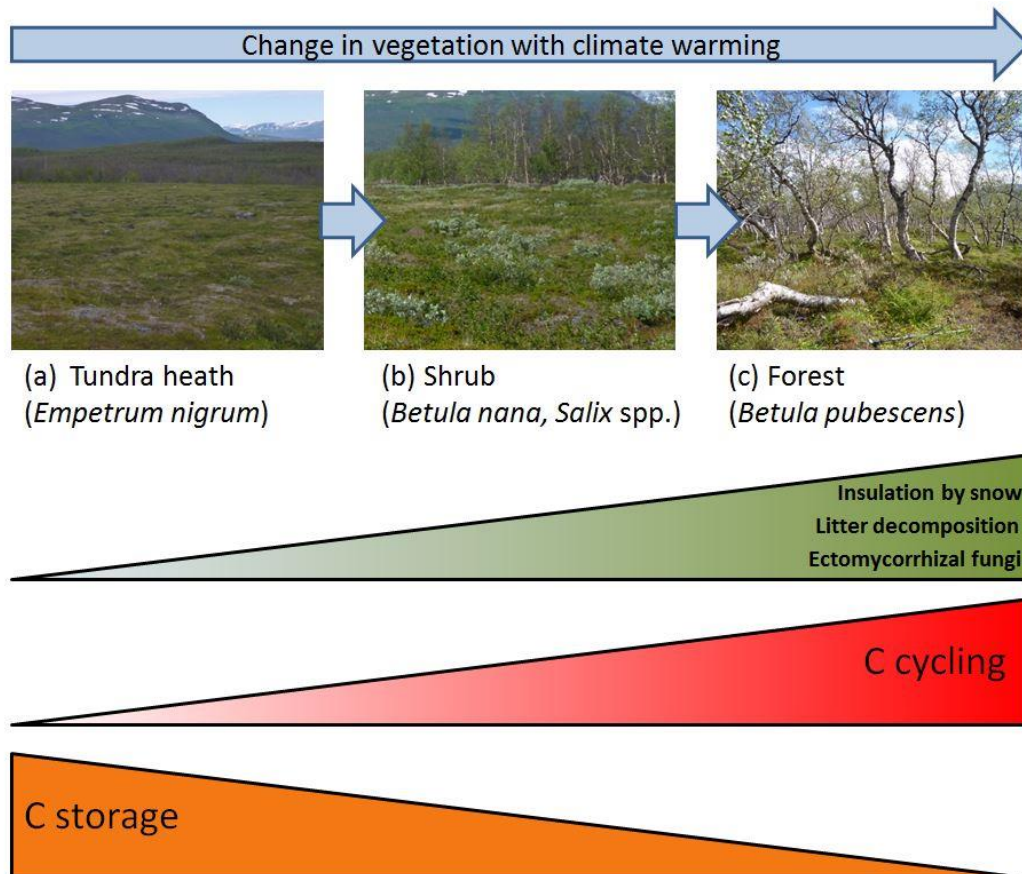 Change in vegetation with climate warming
(a) Tundra heath
(Empetrum nigrum)
(b) Shrub
(Betula nana, Salix spp.)
(c) Forest
(Betula pubescens)
Insulation by snow
Litter decomposition
Ectomycorrhizal fungi
C cycling
C storage